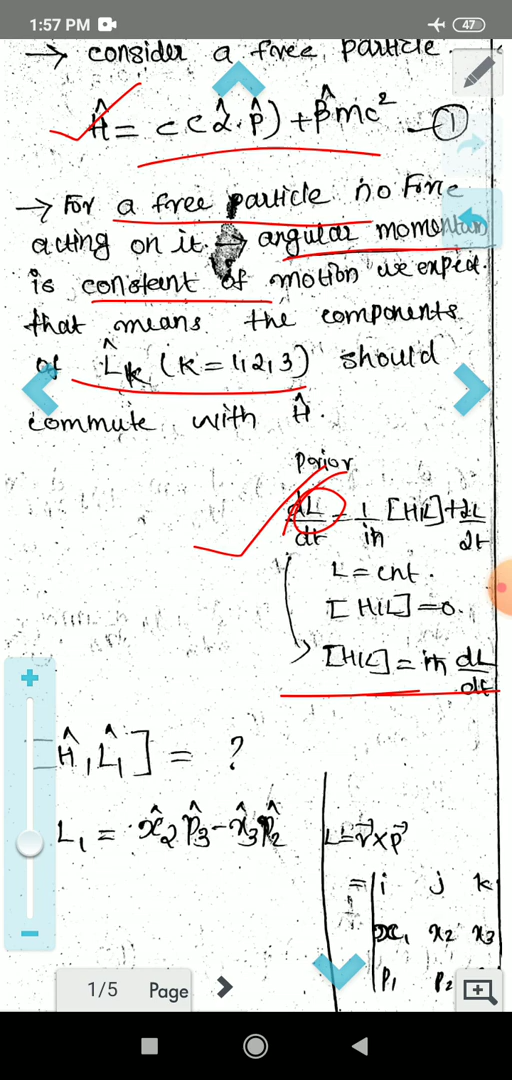 1:57 PM
47
→ consider a free particle.
Ĥ = c(α̂.p̂) + β̂mc² —①
→ For a free particle no Force
acting on it. ⇒ angular momentum
is constant of motion we expect.
that means the components
of L̂k (k = 1,2,3) should
commute with Ĥ.
dL/dt = 1/iħ [H,L] + ∂L/∂t
L = cnt.
[H,L] = 0.
[H,L] = iħ dL/dt
[Ĥ, L̂₁] = ?
L₁ = x̂₂p̂₃ - x̂₃p̂₂
L = r⃗×p⃗
= | i j k
x₁ x₂ x₃
p₁ p₂
1/5 Page